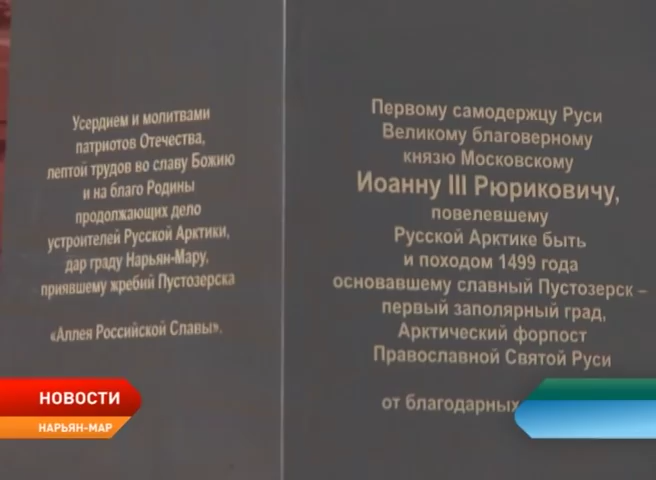 Усердием и молитвами
патриотов Отечества,
лептой трудов во славу Божию
и на благо Родины
продолжающих дело
устроителей Русской Арктики,
дар граду Нарьян-Мару,
приявшему жребий Пустозерска
«Аллея Российской Славы».
Первому самодержцу Руси
Великому благоверному
князю Московскому
Иоанну III Рюриковичу,
повелевшему
Русской Арктике быть
и походом 1499 года
основавшему славный Пустозерск –
первый заполярный град,
Арктический форпост
Православной Святой Руси
от благодарных
НОВОСТИ
НАРЬЯН-МАР